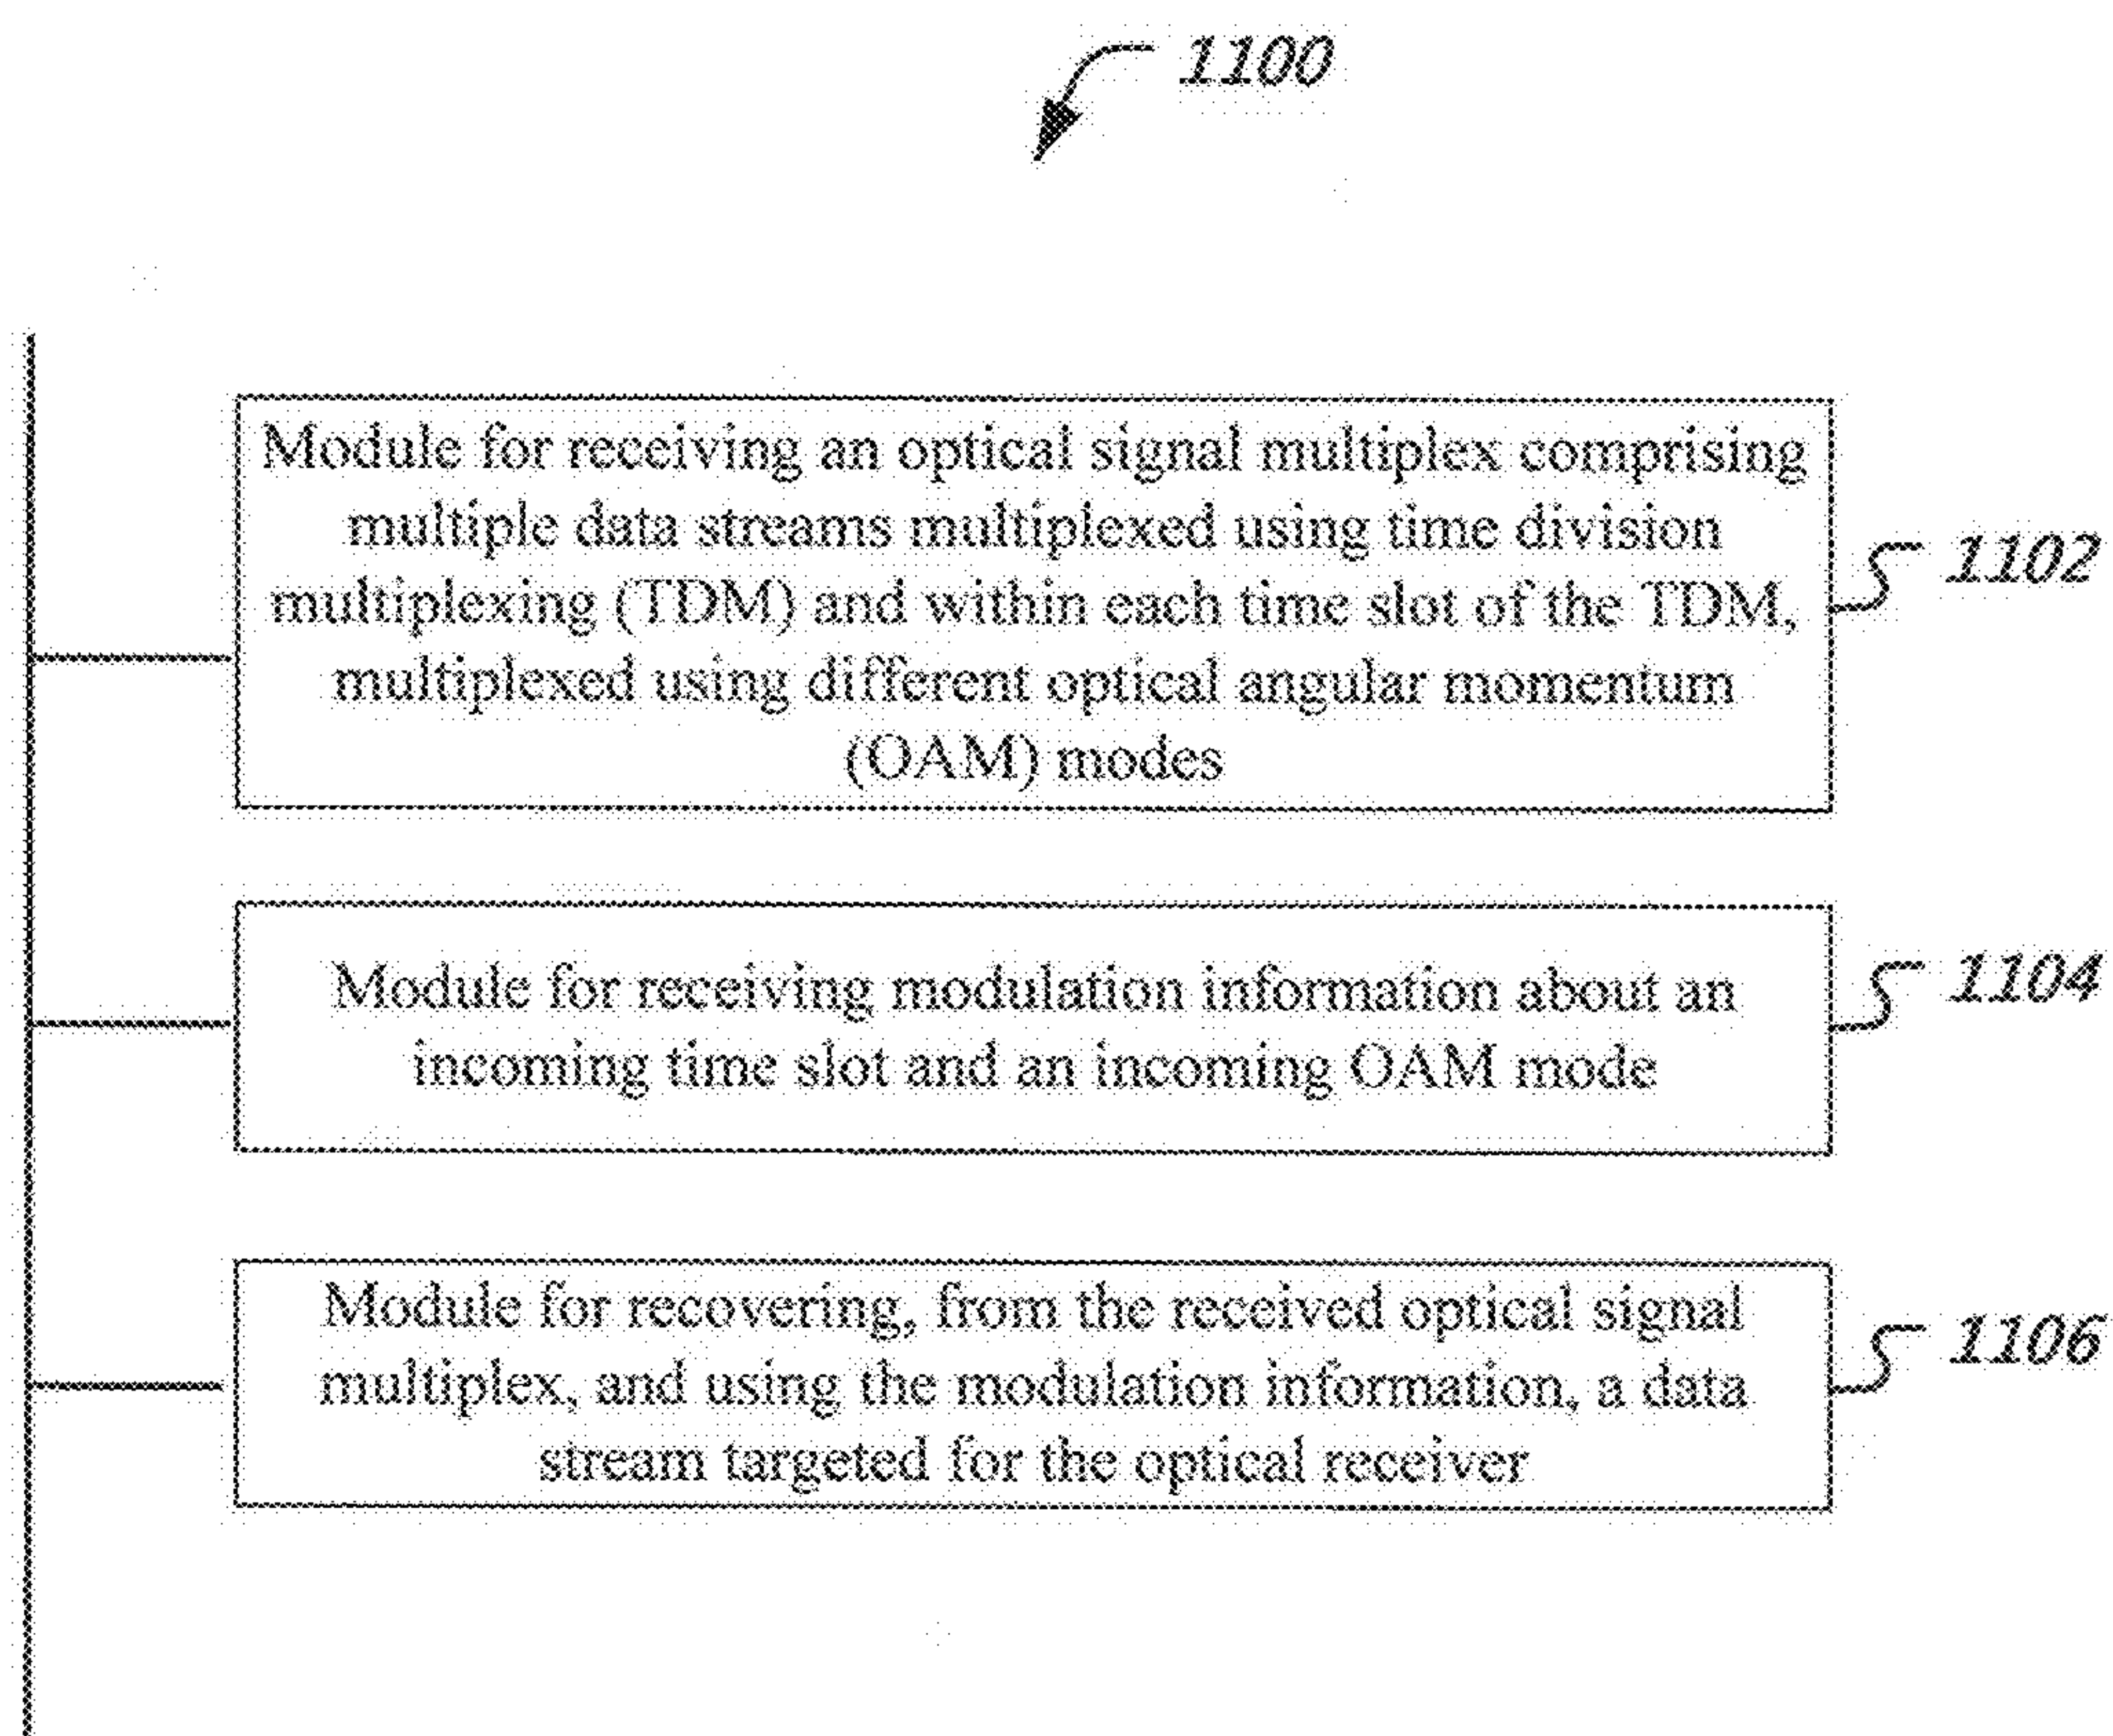 1100
Module for receiving an optical signal multiplex comprising
multiple data streams multiplexed using time division
multiplexing (TDM) and within each time slot of the TDM,
multiplexed using different optical angular momentum
(OAM) modes
1102
Module for receiving modulation information about an
incoming time slot and an incoming OAM mode
1104
Module for recovering, from the received optical signal
multiplex, and using the modulation information, a data
stream targeted for the optical receiver
1106